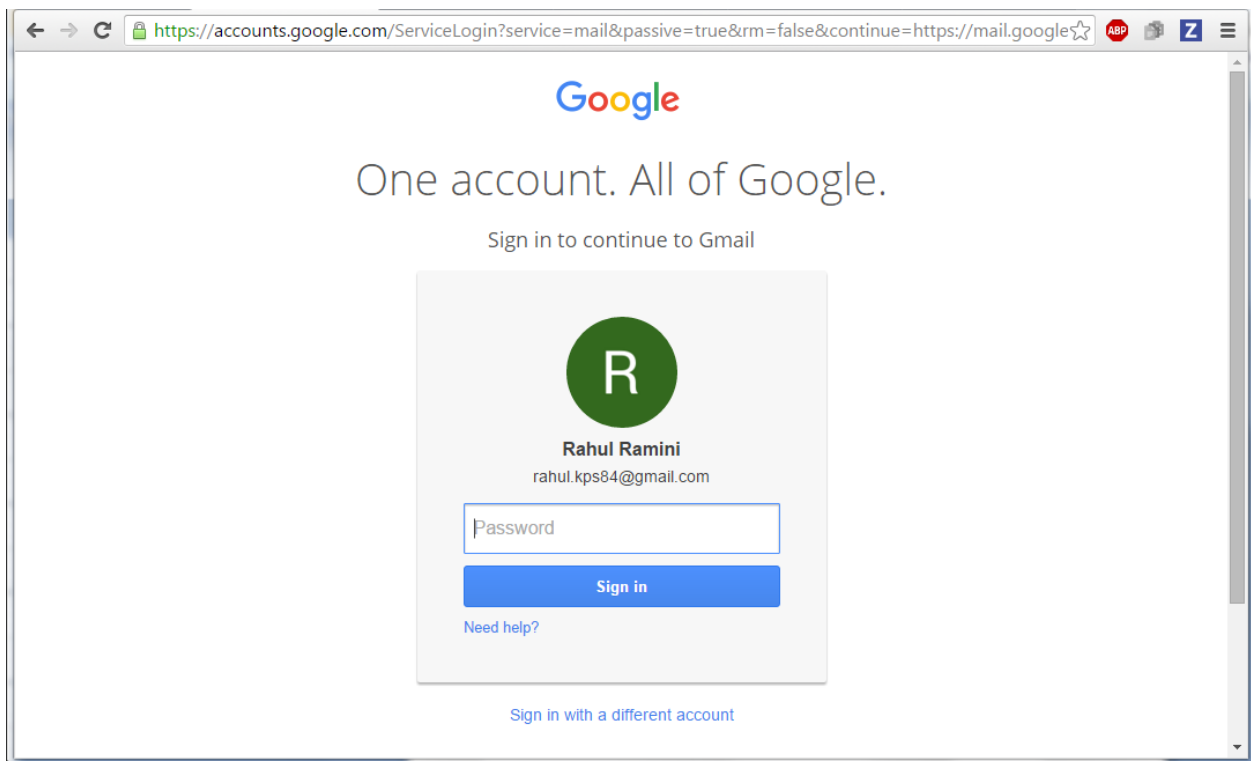 https://accounts.google.com/ServiceLogin?service=mail&passive=true&rm=false&continue=https://mail.google
ABP
Z
Google
One account. All of Google.
Sign in to continue to Gmail
R
Rahul Ramini
rahul.kps84@gmail.com
Password
Sign in
Need help?
Sign in with a different account